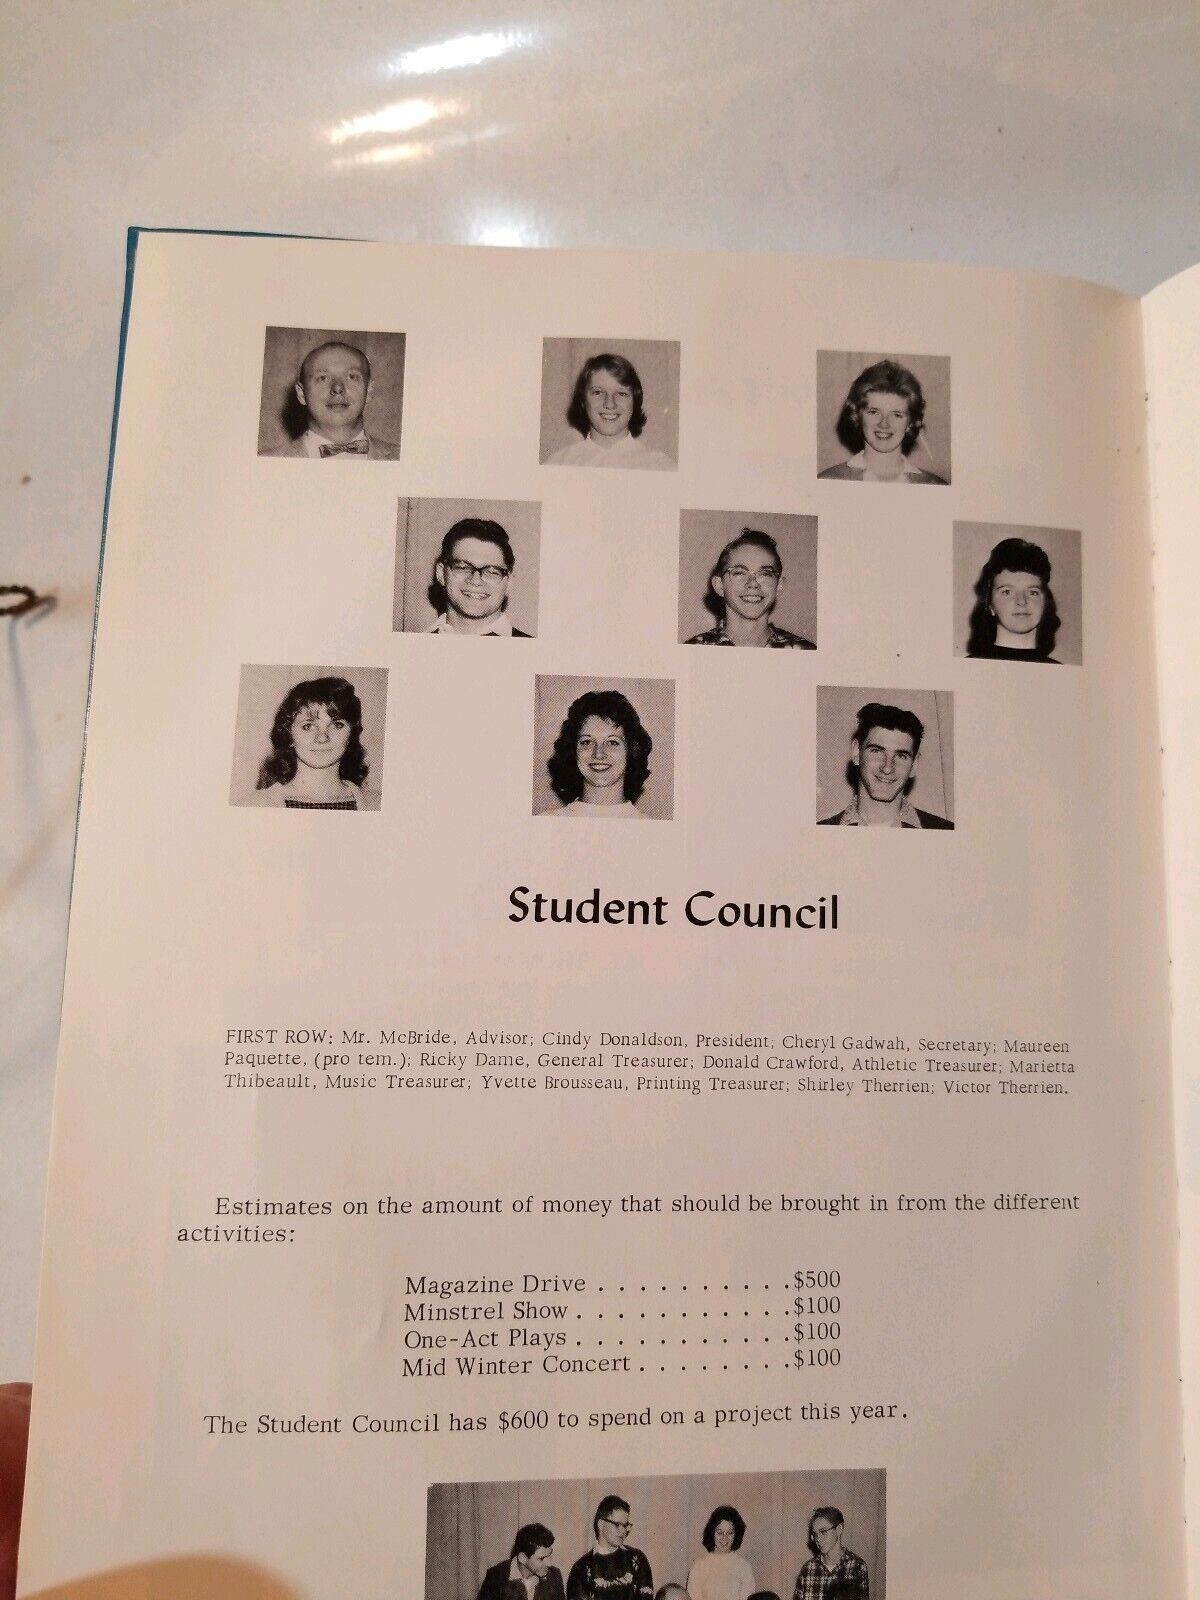 Student Council
FIRST ROW: Mr. McBride, Advisor; Cindy Donaldson, President; Cheryl Gadwah, Secretary; Maureen
Paquette, (pro tem.); Ricky Dame, General Treasurer; Donald Crawford, Athletic Treasurer; Marietta
Thibeault, Music Treasurer; Yvette Brousseau, Printing Treasurer; Shirley Therrien; Victor Therrien.
Estimates on the amount of money that should be brought in from the different
activities:
Magazine Drive . . . . . . . . . . .$500
Minstrel Show . . . . . . . . . . . .$100
One-Act Plays . . . . . . . . . . . .$100
Mid Winter Concert . . . . . . . . .$100
The Student Council has $600 to spend on a project this year.